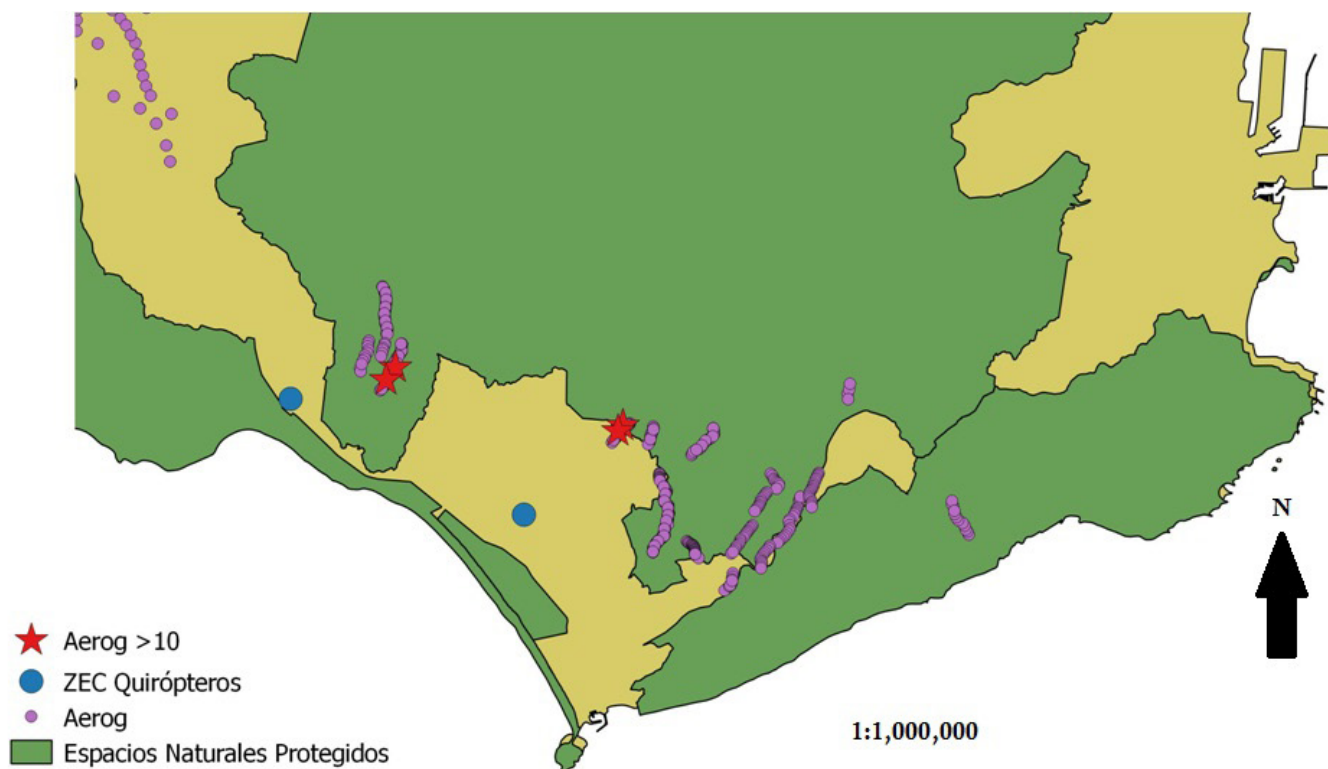 N
Aerog >10
ZEC Quirópteros
Aerog
Espacios Naturales Protegidos
1:1,000,000